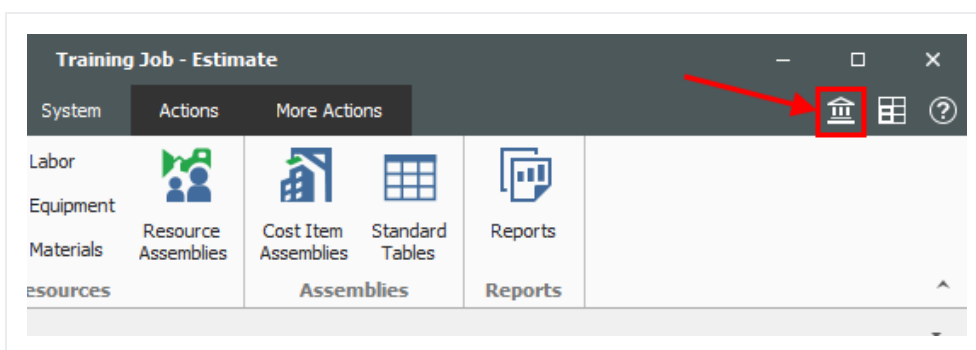 Training Job - Estimate
System Actions More Actions
Labor
Equipment
Materials
Resource
Assemblies
Cost Item
Assemblies
Standard
Tables
Reports
esources Assemblies Reports